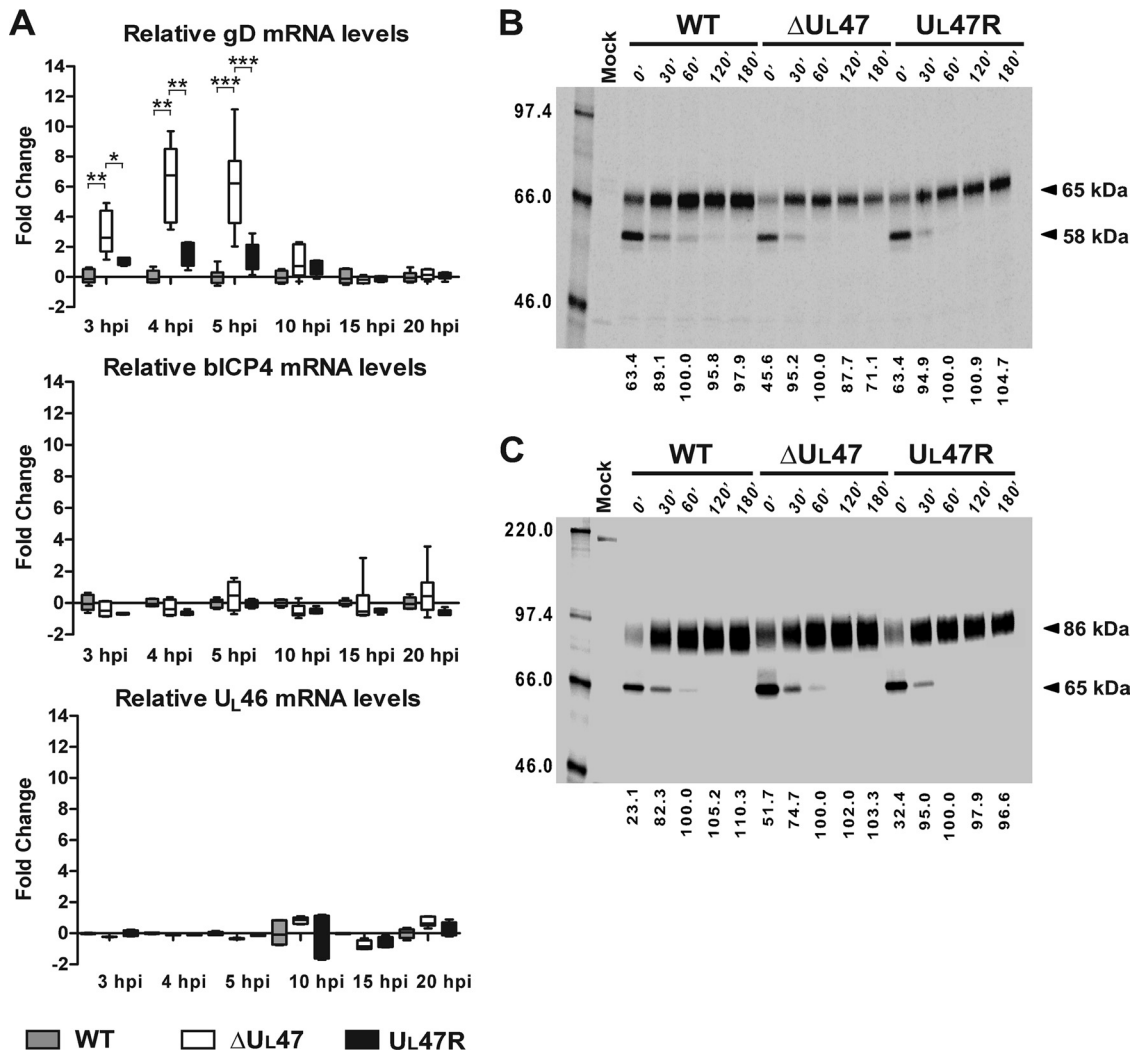 A
Relative gD mRNA levels
** * ** ** *** ***
14
12
10
8
6
4
2
0
-2
Fold Change
3 hpi 4 hpi 5 hpi 10 hpi 15 hpi 20 hpi
Relative bICP4 mRNA levels
14
12
10
8
6
4
2
0
-2
Fold Change
3 hpi 4 hpi 5 hpi 10 hpi 15 hpi 20 hpi
Relative UL46 mRNA levels
14
12
10
8
6
4
2
0
-2
Fold Change
3 hpi 4 hpi 5 hpi 10 hpi 15 hpi 20 hpi
WT ΔUL47 UL47R
B
WT ΔUL47 UL47R
Mock 0' 30' 60' 120' 180' 0' 30' 60' 120' 180' 0' 30' 60' 120' 180'
97.4
66.0
46.0
65 kDa
58 kDa
63.4 89.1 100.0 95.8 97.9 45.6 95.2 100.0 87.7 71.1 63.4 94.9 100.0 100.9 104.7
C
WT ΔUL47 UL47R
Mock 0' 30' 60' 120' 180' 0' 30' 60' 120' 180' 0' 30' 60' 120' 180'
220.0
97.4
66.0
46.0
86 kDa
65 kDa
23.1 82.3 100.0 105.2 110.3 51.7 74.7 100.0 102.0 103.3 32.4 95.0 100.0 97.9 96.6